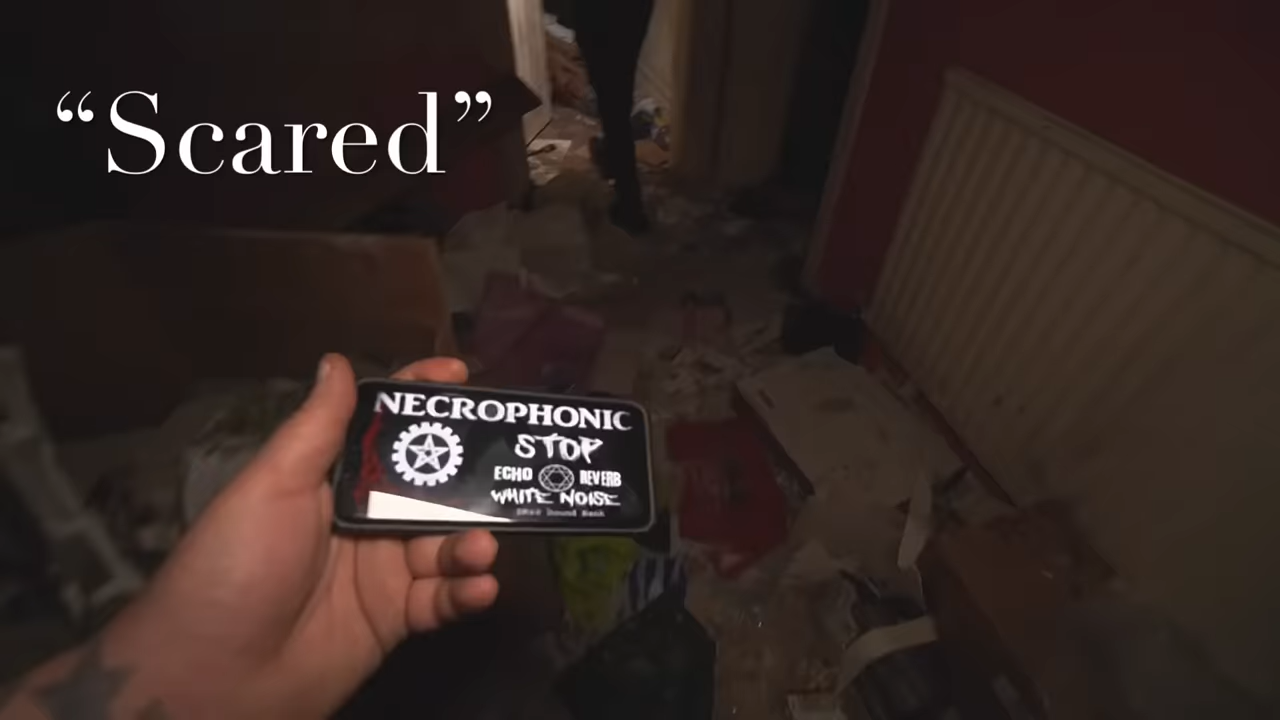 “Scared”
NECROPHONIC
STOP
ECHO REVERB
WHITE NOISE